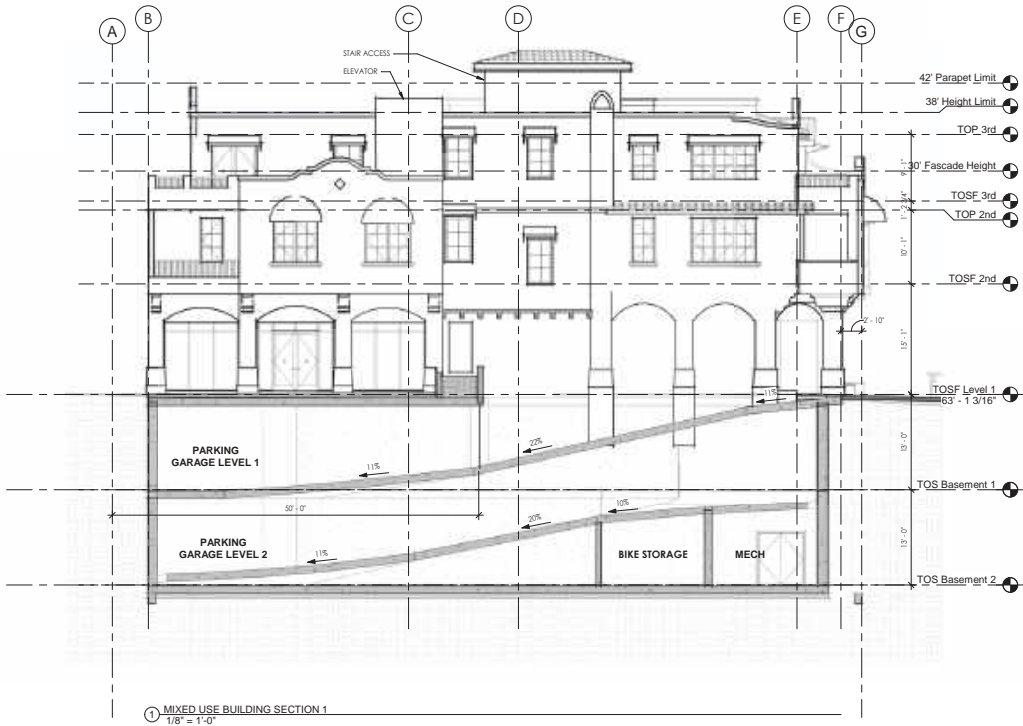 A
B
C
D
E
F
G
STAIR ACCESS
ELEVATOR
42' Parapet Limit
38' Height Limit
TOP 3rd
9' - 1"
30' Fascade Height
TOSF 3rd
1' - 2 3/4"
TOP 2nd
10' - 1"
TOSF 2nd
2' - 10"
15' - 1"
TOSF Level 1
63' - 1 3/16"
11%
PARKING
GARAGE LEVEL 1
22%
11%
13' - 0"
TOS Basement 1
50' - 0"
10%
20%
PARKING
GARAGE LEVEL 2
11%
BIKE STORAGE
MECH
13' - 0"
TOS Basement 2
1 MIXED USE BUILDING SECTION 1
1/8" = 1'-0"